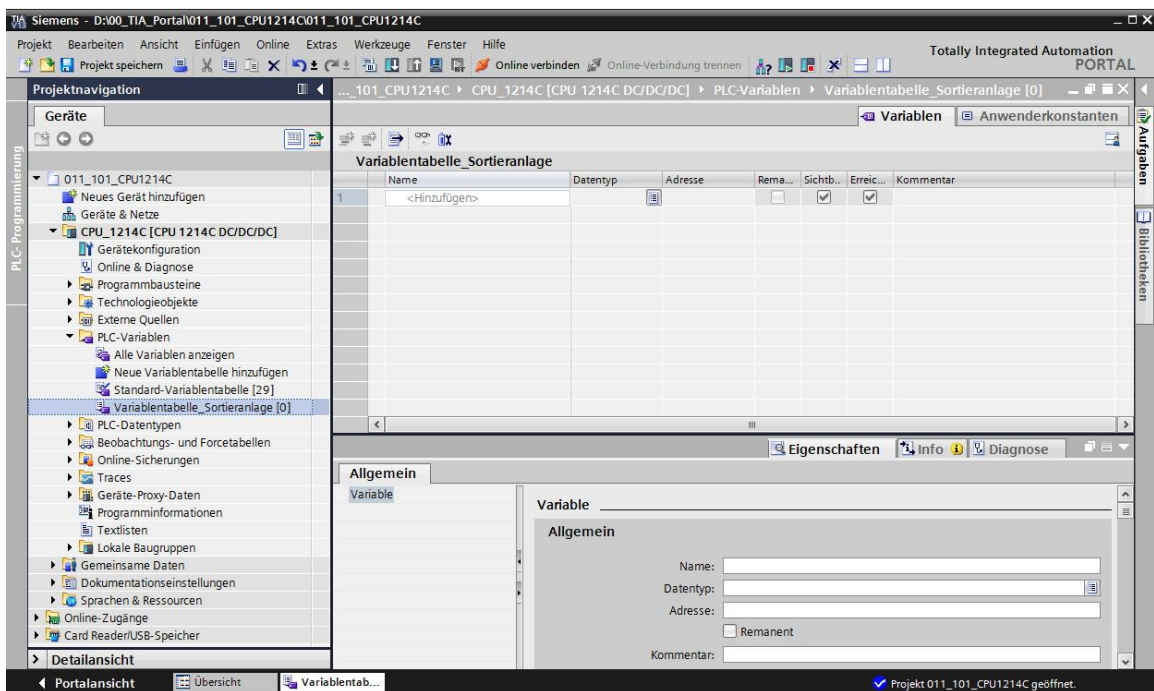 Siemens - D:\00_TIA_Portal\011_101_CPU1214C\011_101_CPU1214C
Projekt Bearbeiten Ansicht Einfügen Online Extras Werkzeuge Fenster Hilfe
Projekt speichern Online verbinden Online-Verbindung trennen
Totally Integrated Automation
PORTAL
Projektnavigation
..._101_CPU1214C ▸ CPU_1214C [CPU 1214C DC/DC/DC] ▸ PLC-Variablen ▸ Variablentabelle_Sortieranlage [0]
Geräte
Variablen Anwenderkonstanten
Variablentabelle_Sortieranlage
Name Datentyp Adresse Rema... Sichtb... Erreic... Kommentar
1 <Hinzufügen>
PLC-Programmierung
011_101_CPU1214C
Neues Gerät hinzufügen
Geräte & Netze
CPU_1214C [CPU 1214C DC/DC/DC]
Gerätekonfiguration
Online & Diagnose
Programmbausteine
Technologieobjekte
Externe Quellen
PLC-Variablen
Alle Variablen anzeigen
Neue Variablentabelle hinzufügen
Standard-Variablentabelle [29]
Variablentabelle_Sortieranlage [0]
PLC-Datentypen
Beobachtungs- und Forcetabellen
Online-Sicherungen
Traces
Geräte-Proxy-Daten
Programminformationen
Textlisten
Lokale Baugruppen
Gemeinsame Daten
Dokumentationseinstellungen
Sprachen & Ressourcen
Online-Zugänge
Card Reader/USB-Speicher
Detailansicht
Eigenschaften Info Diagnose
Allgemein
Variable
Variable
Allgemein
Name:
Datentyp:
Adresse:
Remanent
Kommentar:
Aufgaben
Bibliotheken
Portalansicht Übersicht Variablentab...
Projekt 011_101_CPU1214C geöffnet.